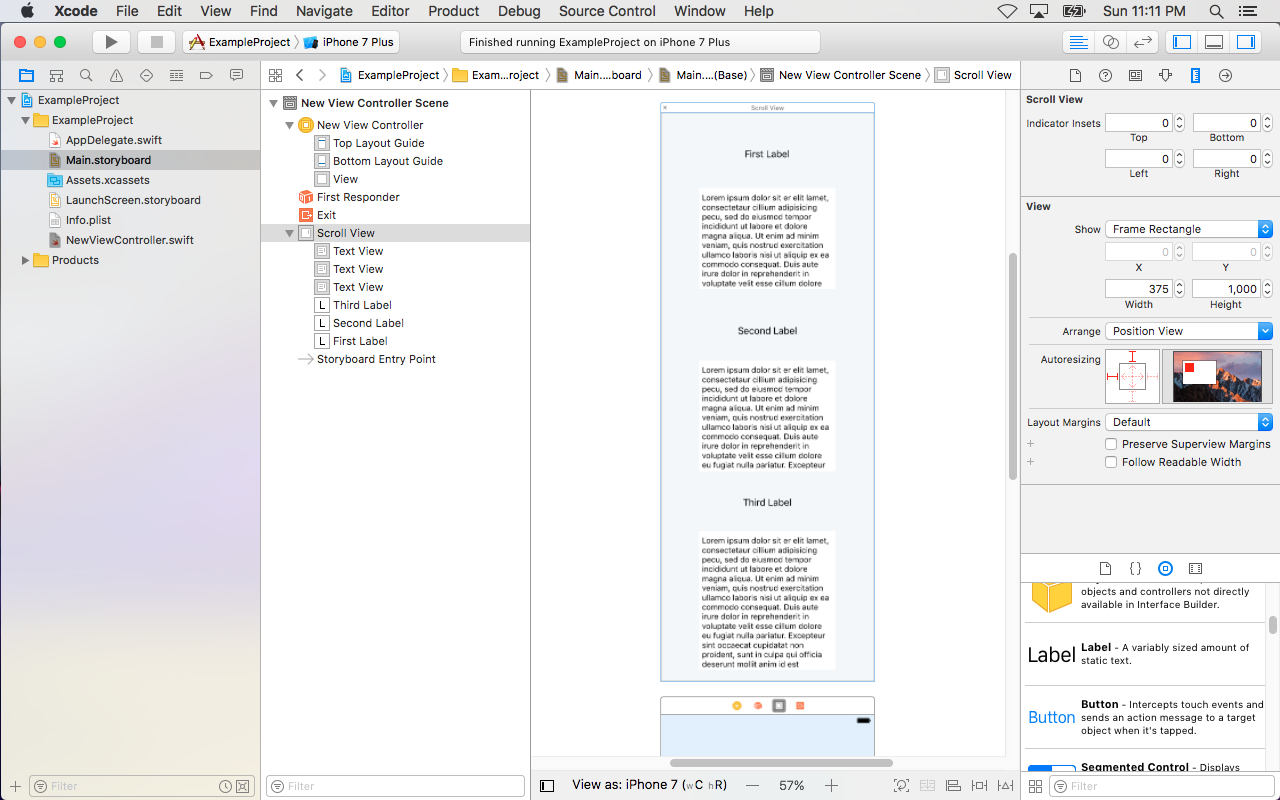 Xcode File Edit View Find Navigate Editor Product Debug Source Control Window Help Sun 11:11 PM
ExampleProject iPhone 7 Plus Finished running ExampleProject on iPhone 7 Plus
ExampleProject Exam...roject Main....board Main....(Base) New View Controller Scene Scroll View
ExampleProject
ExampleProject
AppDelegate.swift
Main.storyboard
Assets.xcassets
LaunchScreen.storyboard
Info.plist
NewViewController.swift
Products
Filter
New View Controller Scene
New View Controller
Top Layout Guide
Bottom Layout Guide
View
First Responder
Exit
Scroll View
Text View
Text View
Text View
L Third Label
L Second Label
L First Label
Storyboard Entry Point
Filter
Scroll View
First Label
Lorem ipsum dolor sit er elit lamet,
consectetaur cillium adipisicing
pecu, sed do eiusmod tempor
incididunt ut labore et dolore
magna aliqua. Ut enim ad minim
veniam, quis nostrud exercitation
ullamco laboris nisi ut aliquip ex ea
commodo consequat. Duis aute
irure dolor in reprehenderit in
voluptate velit esse cillum dolore
Second Label
Lorem ipsum dolor sit er elit lamet,
consectetaur cillium adipisicing
pecu, sed do eiusmod tempor
incididunt ut labore et dolore
magna aliqua. Ut enim ad minim
veniam, quis nostrud exercitation
ullamco laboris nisi ut aliquip ex ea
commodo consequat. Duis aute
irure dolor in reprehenderit in
voluptate velit esse cillum dolore
eu fugiat nulla pariatur. Excepteur
Third Label
Lorem ipsum dolor sit er elit lamet,
consectetaur cillium adipisicing
pecu, sed do eiusmod tempor
incididunt ut labore et dolore
magna aliqua. Ut enim ad minim
veniam, quis nostrud exercitation
ullamco laboris nisi ut aliquip ex ea
commodo consequat. Duis aute
irure dolor in reprehenderit in
voluptate velit esse cillum dolore
eu fugiat nulla pariatur. Excepteur
sint occaecat cupidatat non
proident, sunt in culpa qui officia
deserunt mollit anim id est
View as: iPhone 7 (wC hR) — 57% +
Scroll View
Indicator Insets 0 0
Top Bottom
0 0
Left Right
View
Show Frame Rectangle
0 0
X Y
375 1,000
Width Height
Arrange Position View
Autoresizing
Layout Margins Default
+ Preserve Superview Margins
+ Follow Readable Width
{}
objects and controllers not directly
available in Interface Builder.
Label Label - A variably sized amount of
static text.
Button Button - Intercepts touch events and
sends an action message to a target
object when it's tapped.
Segmented Control - Displays
Filter